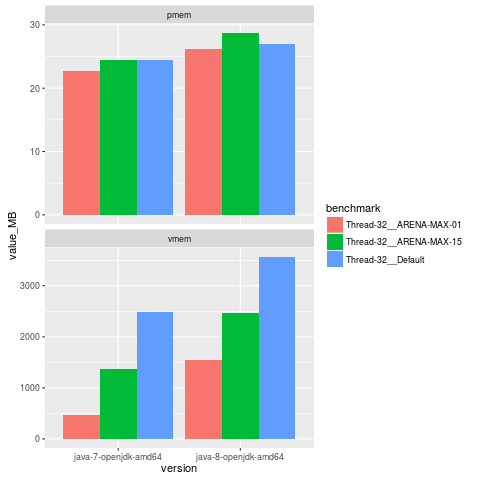 pmem
30
20
10
0
vmem
3000
2000
1000
0
value_MB
java-7-openjdk-amd64
java-8-openjdk-amd64
version
benchmark
Thread-32__ARENA-MAX-01
Thread-32__ARENA-MAX-15
Thread-32__Default